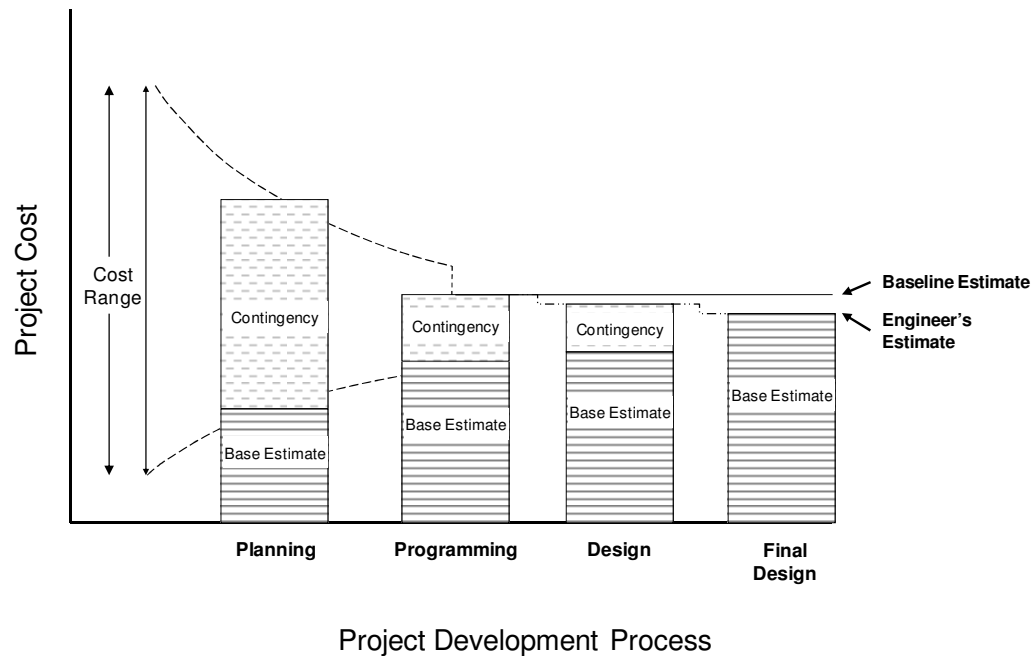 Project Cost
Cost
Range
Contingency
Base Estimate
Contingency
Base Estimate
Contingency
Base Estimate
Base Estimate
Baseline Estimate
Engineer's
Estimate
Planning
Programming
Design
Final
Design
Project Development Process